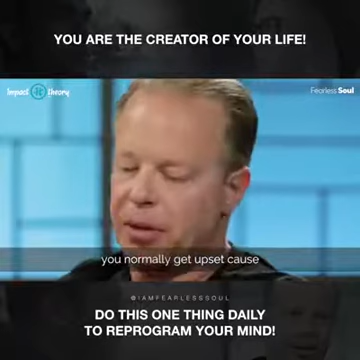 YOU ARE THE CREATOR OF YOUR LIFE!
Impact theory
Fearless Soul
you normally get upset cause
@IAMFEARLESSSOUL
DO THIS ONE THING DAILY
TO REPROGRAM YOUR MIND!